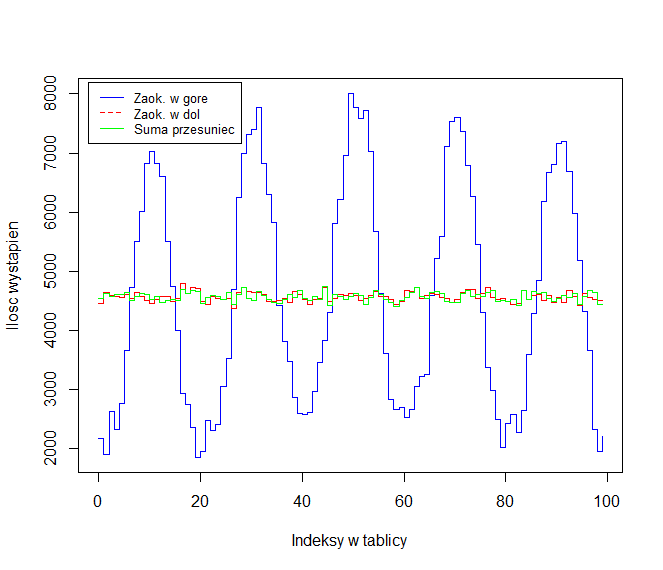 Zaok. w gore
Zaok. w dol
Suma przesuniec
Ilosc wystapien
8000
7000
6000
5000
4000
3000
2000
0 20 40 60 80 100
Indeksy w tablicy